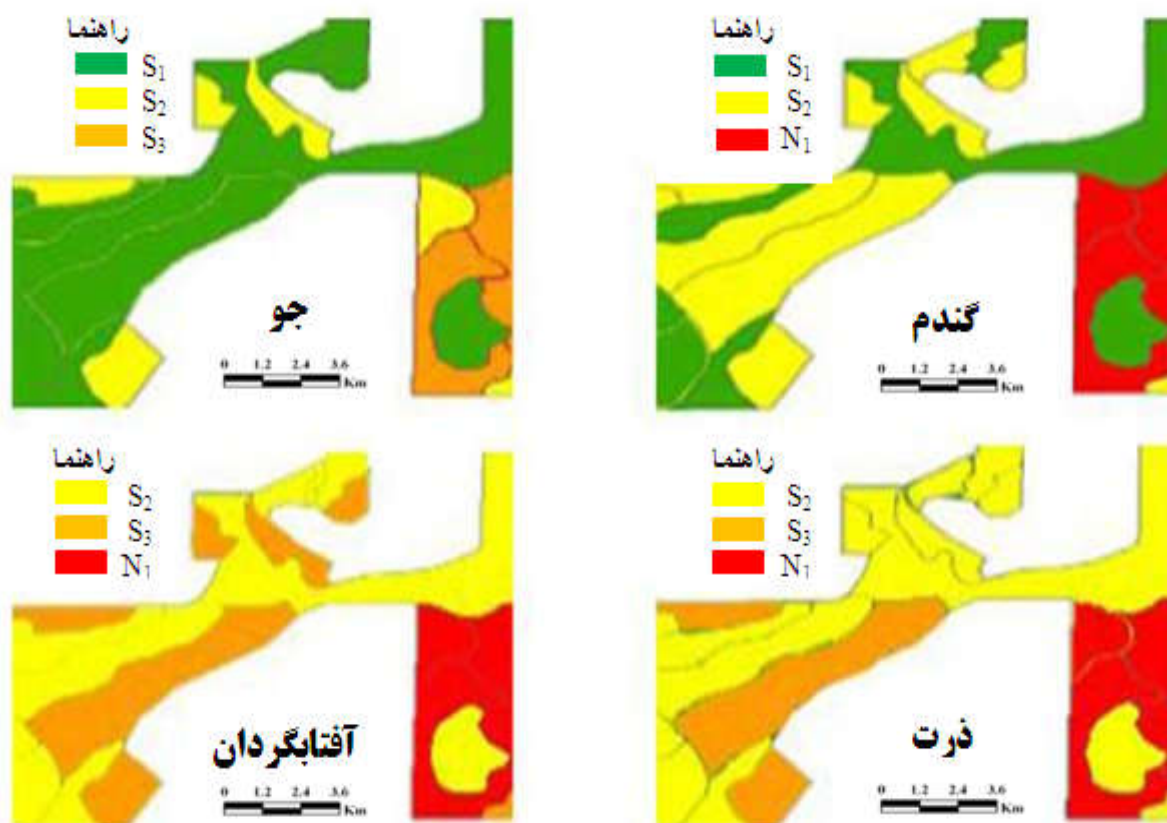 راهنما
S₁
S₂
S₃
جو
0 1.2 2.4 3.6
Km
راهنما
S₁
S₂
N₁
گندم
0 1.2 2.4 3.6
Km
راهنما
S₂
S₃
N₁
آفتابگردان
0 1.2 2.4 3.6
Km
راهنما
S₂
S₃
N₁
ذرت
0 1.2 2.4 3.6
Km